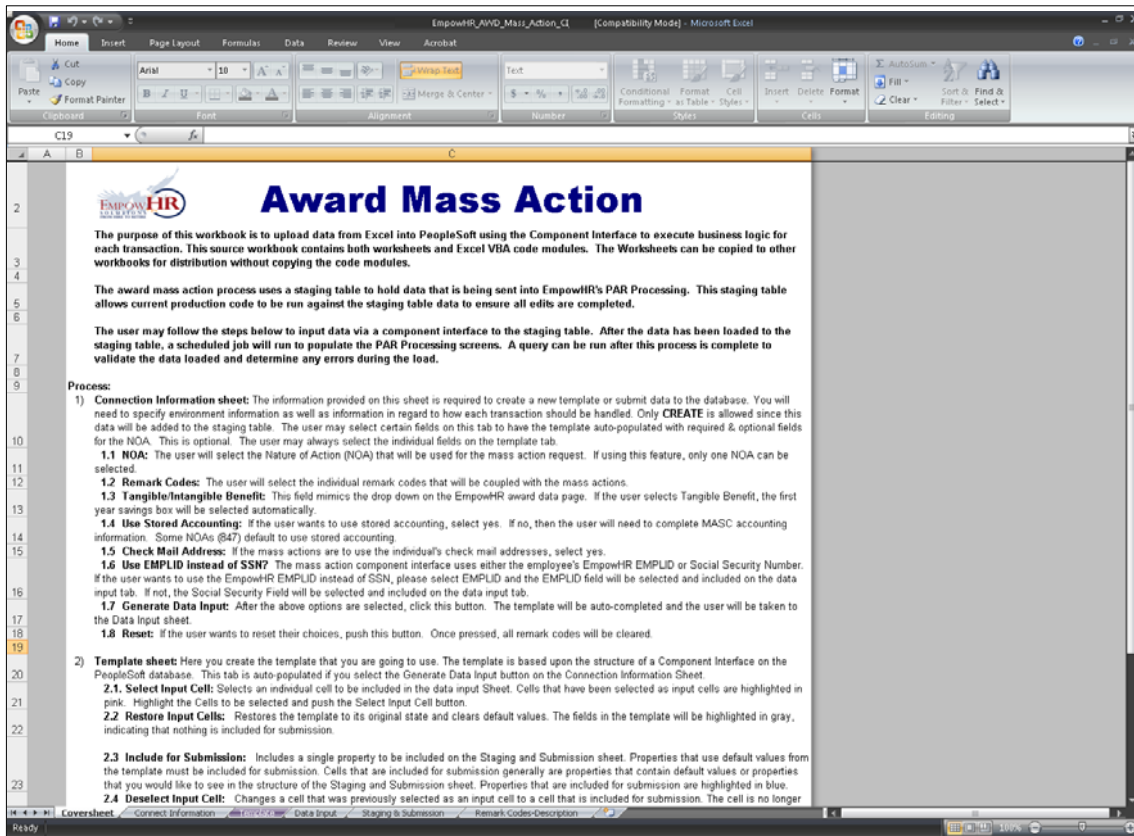 EmpowHR_AWD_Mass_Action_CI [Compatibility Mode] - Microsoft Excel
Home Insert Page Layout Formulas Data Review View Acrobat
Cut
Copy
Format Painter
Paste
Arial 10
B I U
Wrap Text
Merge & Center
Text
$ % ,
Conditional Formatting
Format as Table
Cell Styles
Insert Delete Format
AutoSum
Fill
Clear
Sort & Filter
Find & Select
Clipboard Font Alignment Number Styles Cells Editing
C19 fx
A B C
EMPOWHR
SOLUTIONS
Award Mass Action
The purpose of this workbook is to upload data from Excel into PeopleSoft using the Component Interface to execute business logic for
each transaction. This source workbook contains both worksheets and Excel VBA code modules. The Worksheets can be copied to other
workbooks for distribution without copying the code modules.
The award mass action process uses a staging table to hold data that is being sent into EmpowHR's PAR Processing. This staging table
allows current production code to be run against the staging table data to ensure all edits are completed.
The user may follow the steps below to input data via a component interface to the staging table. After the data has been loaded to the
staging table, a scheduled job will run to populate the PAR Processing screens. A query can be run after this process is complete to
validate the data loaded and determine any errors during the load.
Process:
1) Connection Information sheet: The information provided on this sheet is required to create a new template or submit data to the database. You will
need to specify environment information as well as information in regard to how each transaction should be handled. Only CREATE is allowed since this
data will be added to the staging table. The user may select certain fields on this tab to have the template auto-populated with required & optional fields
for the NOA. This is optional. The user may always select the individual fields on the template tab.
1.1 NOA: The user will select the Nature of Action (NOA) that will be used for the mass action request. If using this feature, only one NOA can be
selected.
1.2 Remark Codes: The user will select the individual remark codes that will be coupled with the mass actions.
1.3 Tangible/Intangible Benefit: This field mimics the drop down on the EmpowHR award data page. If the user selects Tangible Benefit, the first
year savings box will be selected automatically.
1.4 Use Stored Accounting: If the user wants to use stored accounting, select yes. If no, then the user will need to complete MASC accounting
information. Some NOAs (847) default to use stored accounting.
1.5 Check Mail Address: If the mass actions are to use the individual's check mail addresses, select yes.
1.6 Use EMPLID instead of SSN? The mass action component interface uses either the employee's EmpowHR EMPLID or Social Security Number.
If the user wants to use the EmpowHR EMPLID instead of SSN, please select EMPLID and the EMPLID field will be selected and included on the data
input tab. If not, the Social Security Field will be selected and included on the data input tab.
1.7 Generate Data Input: After the above options are selected, click this button. The template will be auto-completed and the user will be taken to
the Data Input sheet.
1.8 Reset: If the user wants to reset their choices, push this button. Once pressed, all remark codes will be cleared.
2) Template sheet: Here you create the template that you are going to use. The template is based upon the structure of a Component Interface on the
PeopleSoft database. This tab is auto-populated if you select the Generate Data Input button on the Connection Information Sheet.
2.1. Select Input Cell: Selects an individual cell to be included in the data input Sheet. Cells that have been selected as input cells are highlighted in
pink. Highlight the Cells to be selected and push the Select Input Cell button.
2.2 Restore Input Cells: Restores the template to its original state and clears default values. The fields in the template will be highlighted in gray,
indicating that nothing is included for submission.
2.3 Include for Submission: Includes a single property to be included on the Staging and Submission sheet. Properties that use default values from
the template must be included for submission. Cells that are included for submission generally are properties that contain default values or properties
that you would like to see in the structure of the Staging and Submission sheet. Properties that are included for submission are highlighted in blue.
2.4 Deselect Input Cell: Changes a cell that was previously selected as an input cell to a cell that is included for submission. The cell is no longer
2
3
4
5
6
7
8
9
10
11
12
13
14
15
16
17
18
19
20
21
22
23
Coversheet Connect Information Template Data Input Staging & Submission Remark Codes-Description
Ready 100%